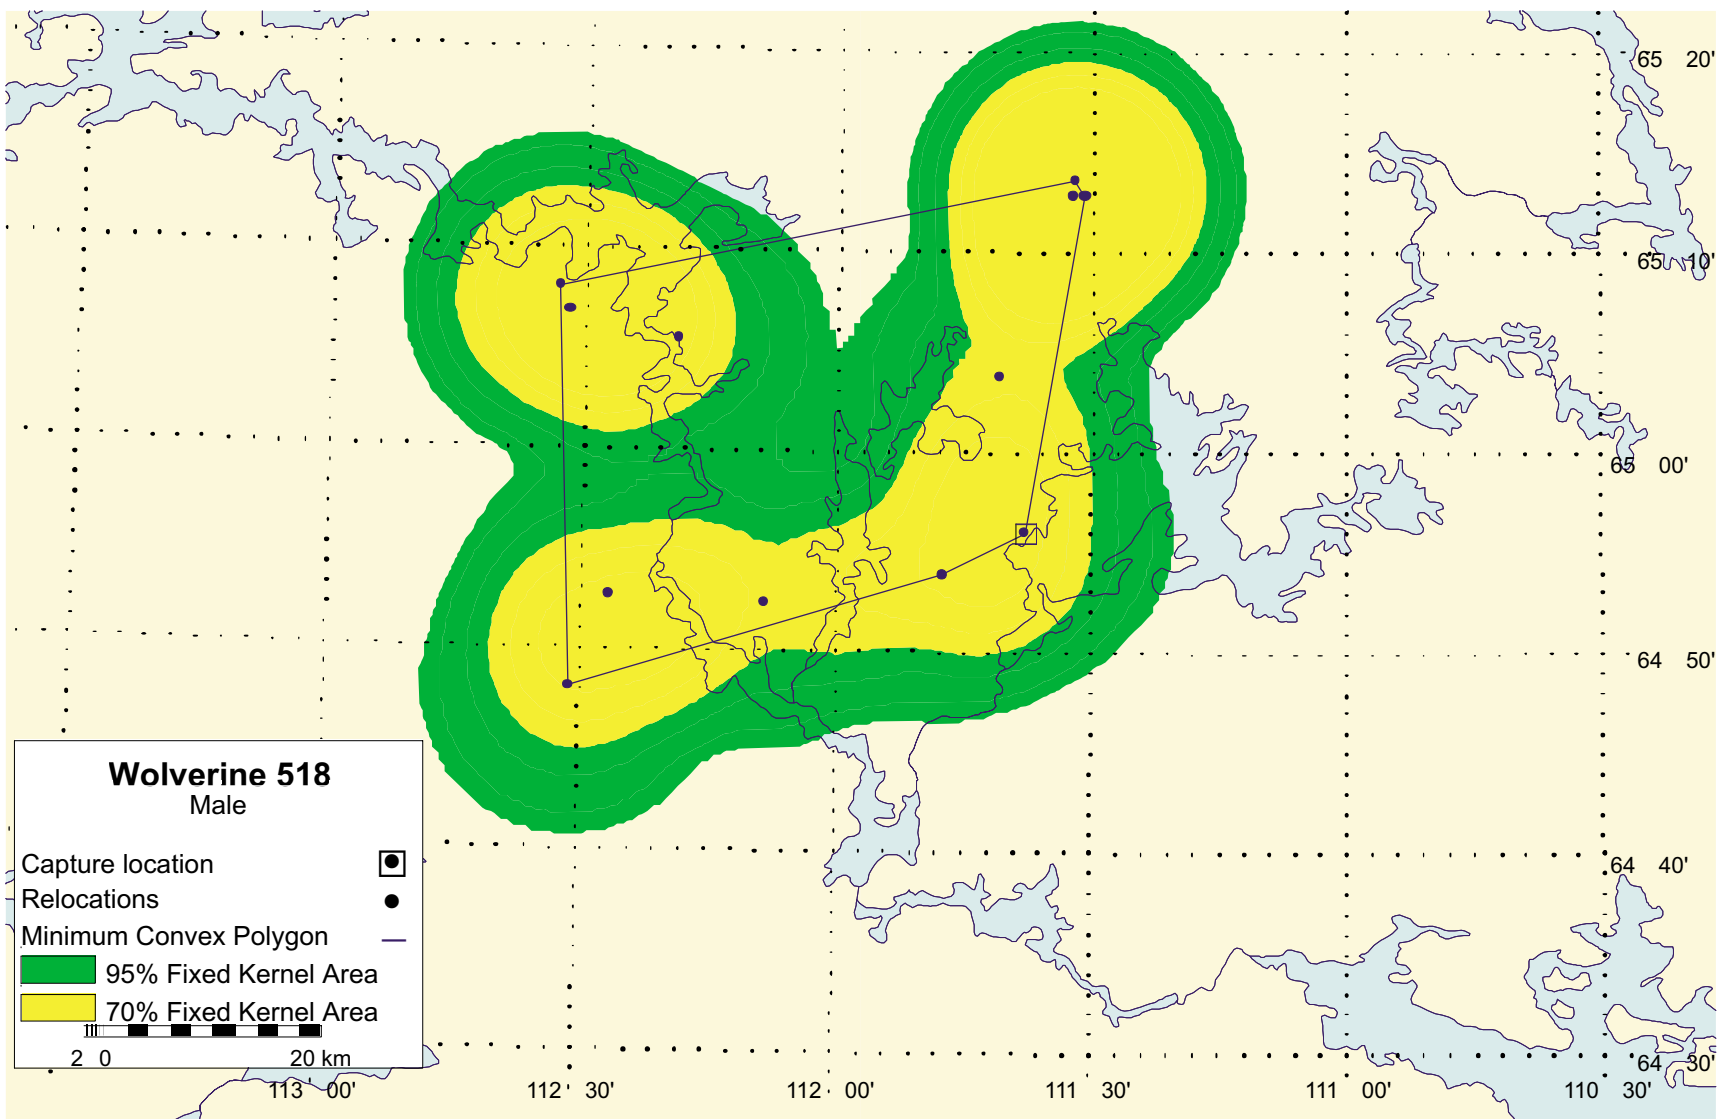 65 20'
65 10'
65 00'
64 50'
Wolverine 518
Male
Capture location
Relocations
Minimum Convex Polygon
95% Fixed Kernel Area
70% Fixed Kernel Area
2 0 20 km
64 40'
64 30'
113 00' 112 30' 112 00' 111 30' 111 00' 110 30'